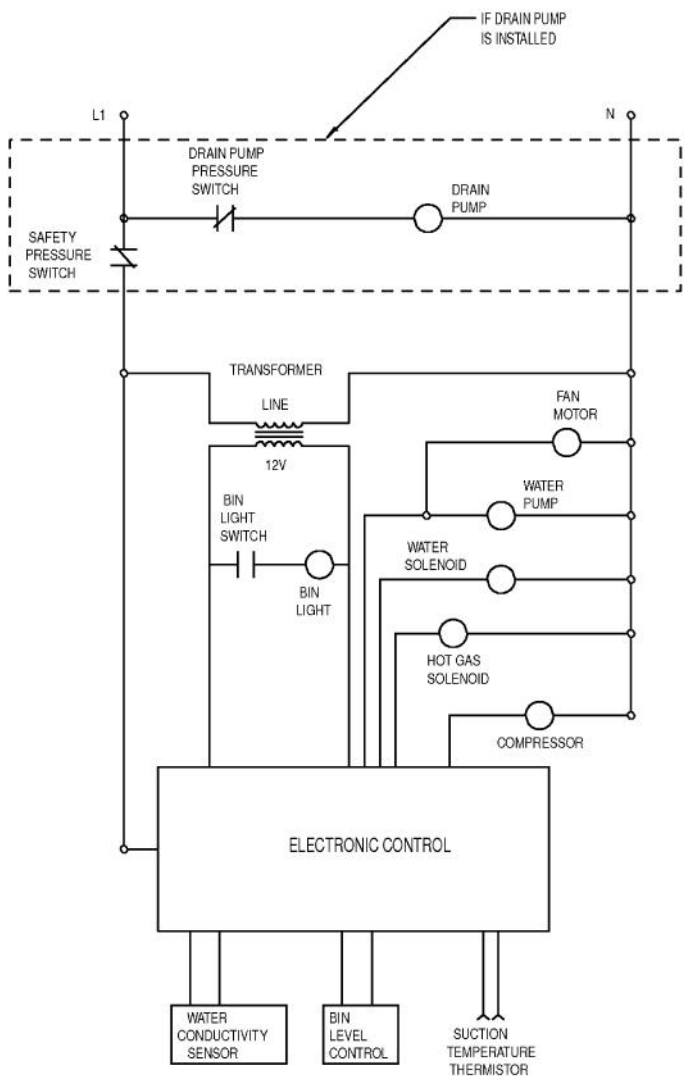 IF DRAIN PUMP
IS INSTALLED
L1
N
DRAIN PUMP
PRESSURE
SWITCH
DRAIN
PUMP
SAFETY
PRESSURE
SWITCH
TRANSFORMER
LINE
12V
FAN
MOTOR
BIN
LIGHT
SWITCH
WATER
PUMP
WATER
SOLENOID
BIN
LIGHT
HOT GAS
SOLENOID
COMPRESSOR
ELECTRONIC CONTROL
WATER
CONDUCTIVITY
SENSOR
BIN
LEVEL
CONTROL
SUCTION
TEMPERATURE
THERMISTOR